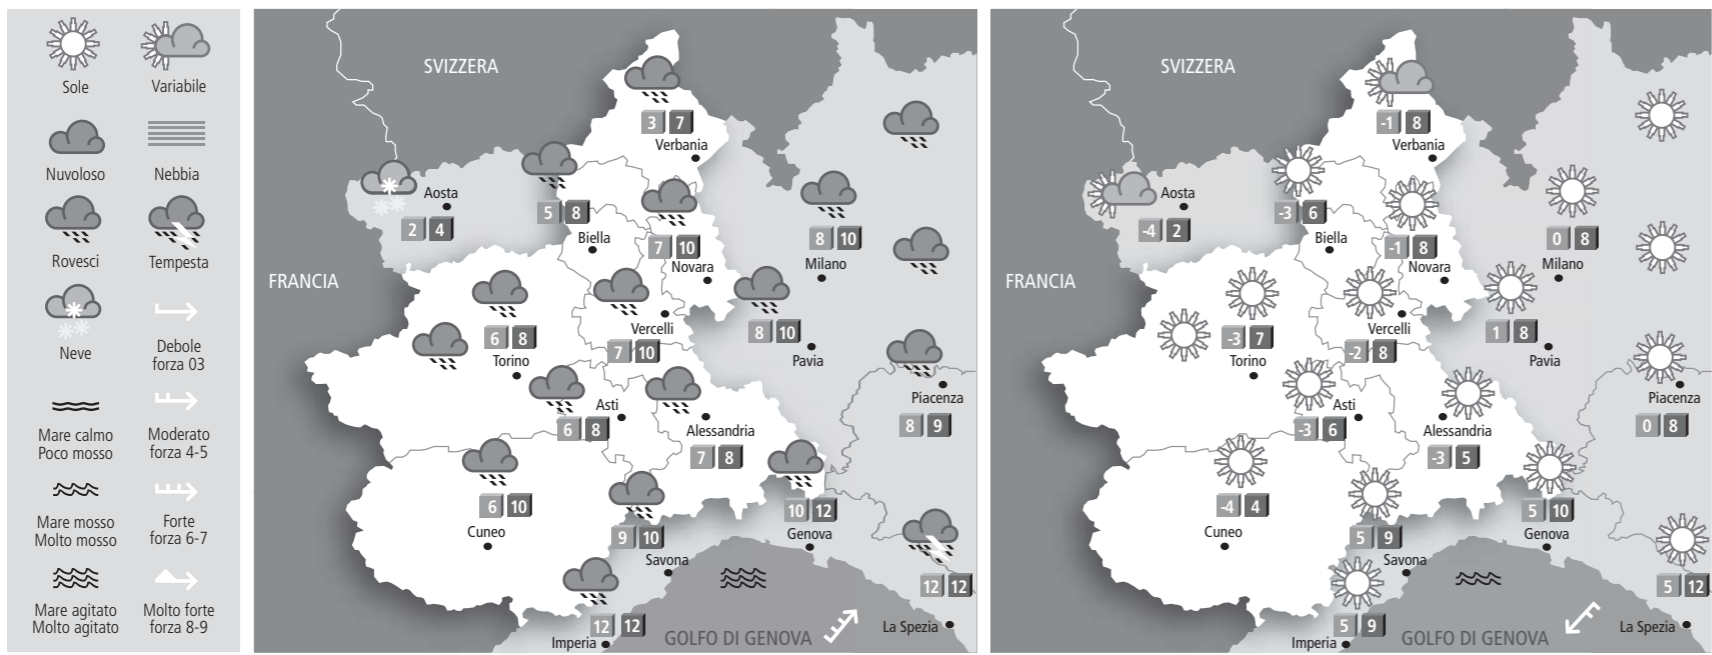 Sole
Variabile
Nuvoloso
Nebbia
Rovesci
Tempesta
Neve
Debole
forza 03
Mare calmo
Poco mosso
Moderato
forza 4-5
Mare mosso
Molto mosso
Forte
forza 6-7
Mare agitato
Molto agitato
Molto forte
forza 8-9
SVIZZERA
3 7
Verbania
Aosta
2 4
5 8
Biella
7 10
Novara
8 10
Milano
FRANCIA
6 8
Torino
Vercelli
7 10
8 10
Pavia
Asti
6 8
Alessandria
7 8
Piacenza
8 9
6 10
Cuneo
9 10
Savona
10 12
Genova
12 12
La Spezia
12 12
Imperia
GOLFO DI GENOVA
SVIZZERA
-1 8
Verbania
Aosta
-4 2
-3 6
Biella
-1 8
Novara
0 8
Milano
FRANCIA
-3 7
Torino
Vercelli
-2 8
1 8
Pavia
Asti
-3 6
Alessandria
-3 5
Piacenza
0 8
-4 4
Cuneo
5 9
Savona
5 10
Genova
5 12
La Spezia
5 9
Imperia
GOLFO DI GENOVA